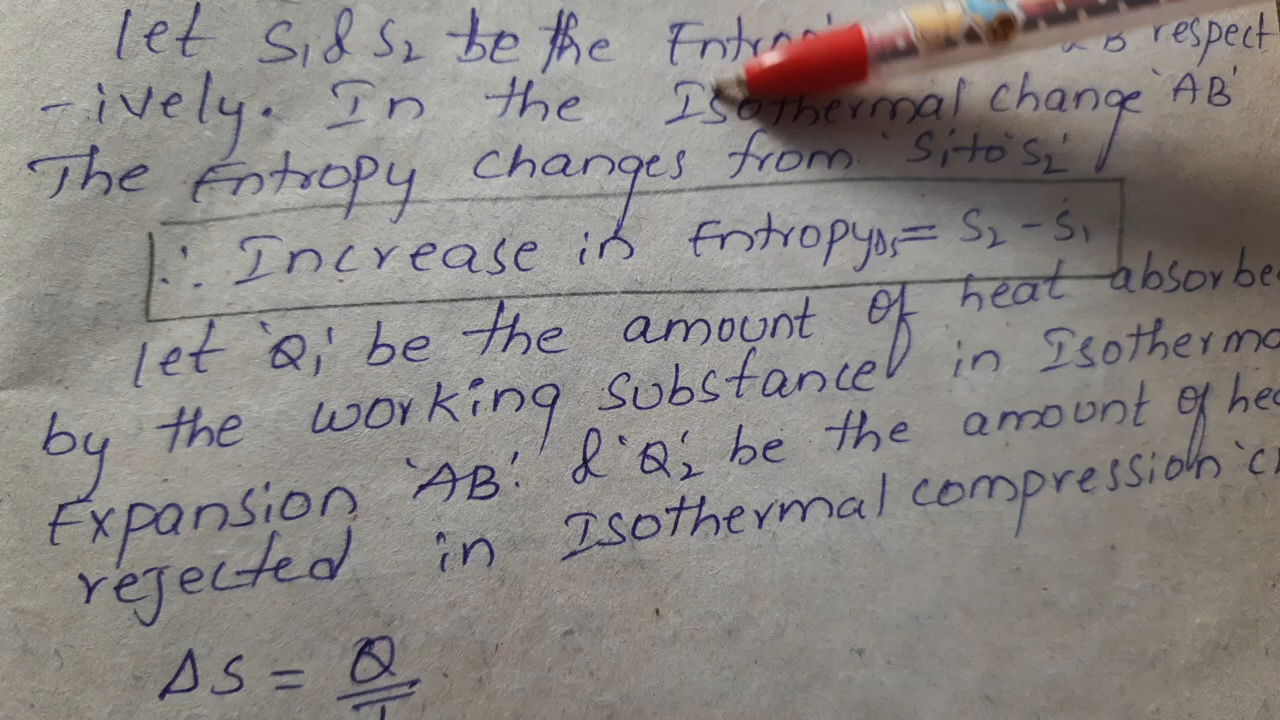 let S₁ & S₂ be the respect
-ively. In the Isothermal change 'AB'
The Entropy changes from 'S₁ to S₂'
∴ Increase in Entropy ΔS = S₂ - S₁
let 'Q₁' be the amount of heat absorbe
by the working substance in Isotherma
Expansion 'AB'. & 'Q₂' be the amount of hea
rejected in Isothermal compression 'C
ΔS = Q